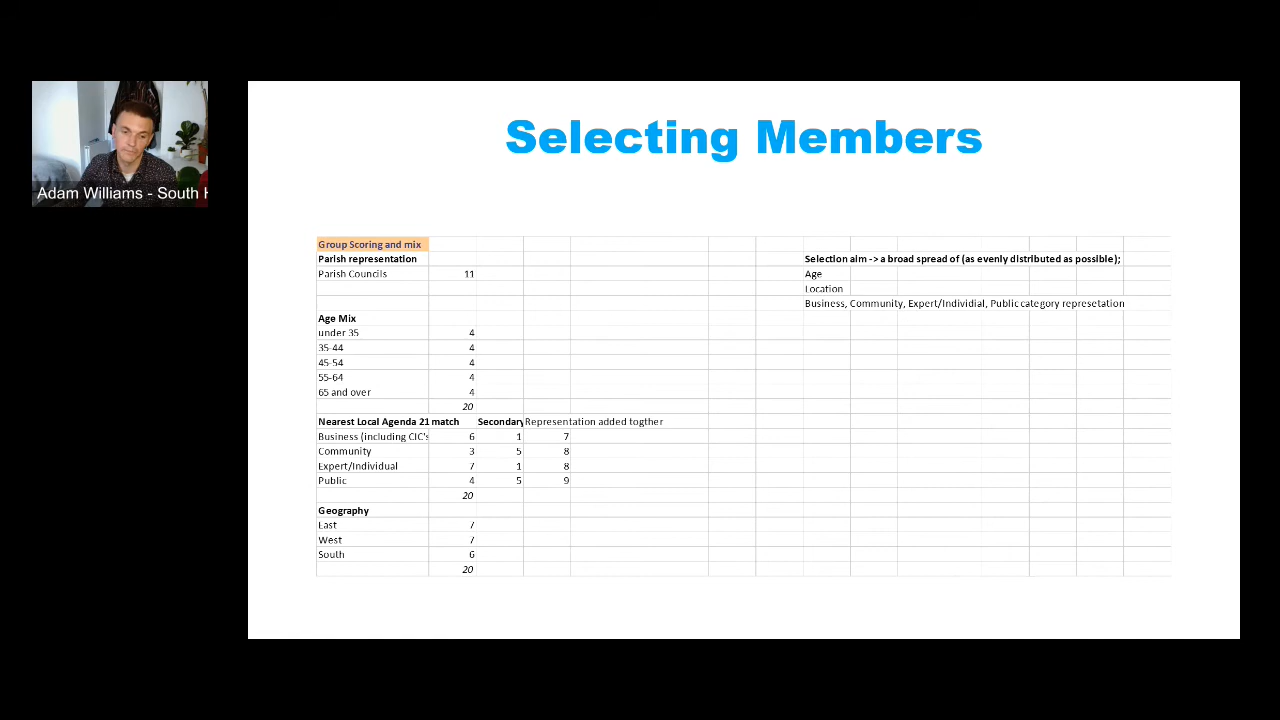 Adam Williams - South
Selecting Members
Group Scoring and mix
Parish representation
Selection aim -> a broad spread of (as evenly distributed as possible);
Parish Councils 11
Age
Location
Business, Community, Expert/Individial, Public category represetation
Age Mix
under 35 4
35-44 4
45-54 4
55-64 4
65 and over 4
20
Nearest Local Agenda 21 match Secondary Representation added togther
Business (including CIC's 6 1 7
Community 3 5 8
Expert/Individual 7 1 8
Public 4 5 9
20
Geography
East 7
West 7
South 6
20